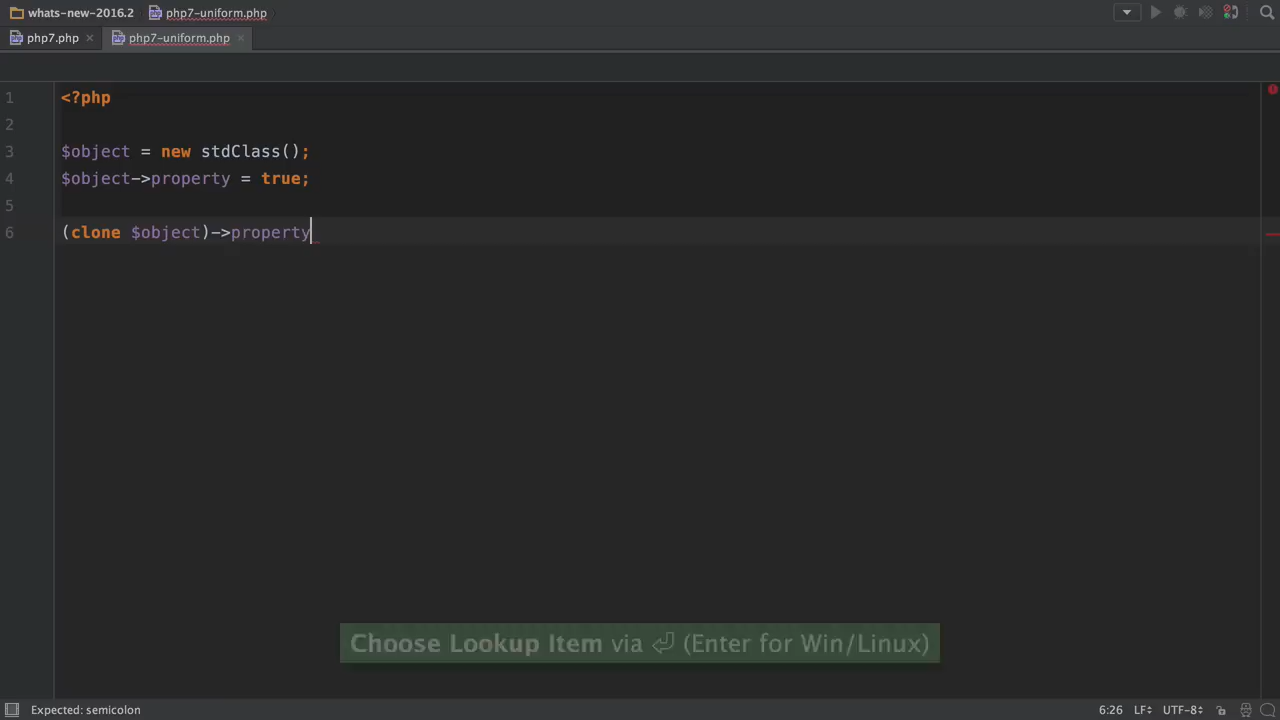 whats-new-2016.2 php7-uniform.php
php7.php php7-uniform.php
1 <?php
2
3 $object = new stdClass();
4 $object->property = true;
5
6 (clone $object)->property
Choose Lookup Item via ⏎ (Enter for Win/Linux)
Expected: semicolon 6:26 LF UTF-8